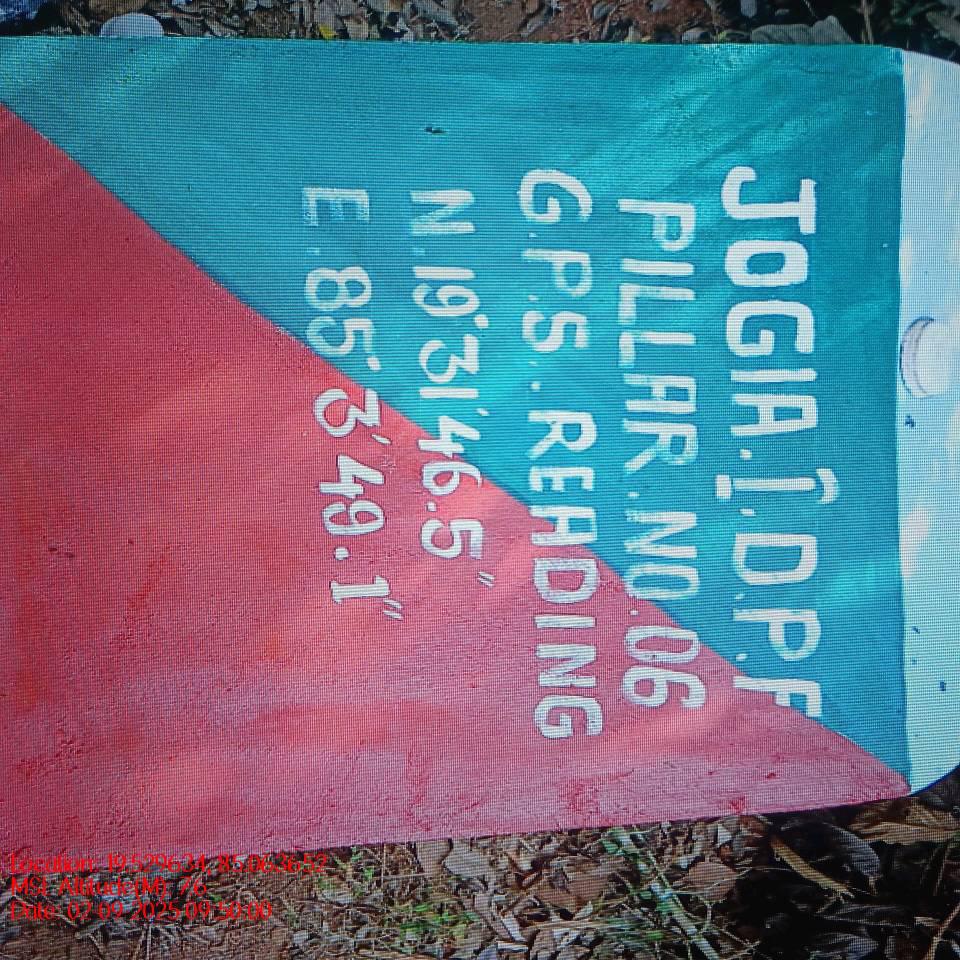 JOGIA.I.D.P.F
PILLAR.NO.06
G.P.S.READING
N.19°31'46.5"
E.85°3'49.1"
Location: 19.529634, 85.063652
MSL Altitude(M): 76
Date: 07-09-2025 09:50:00